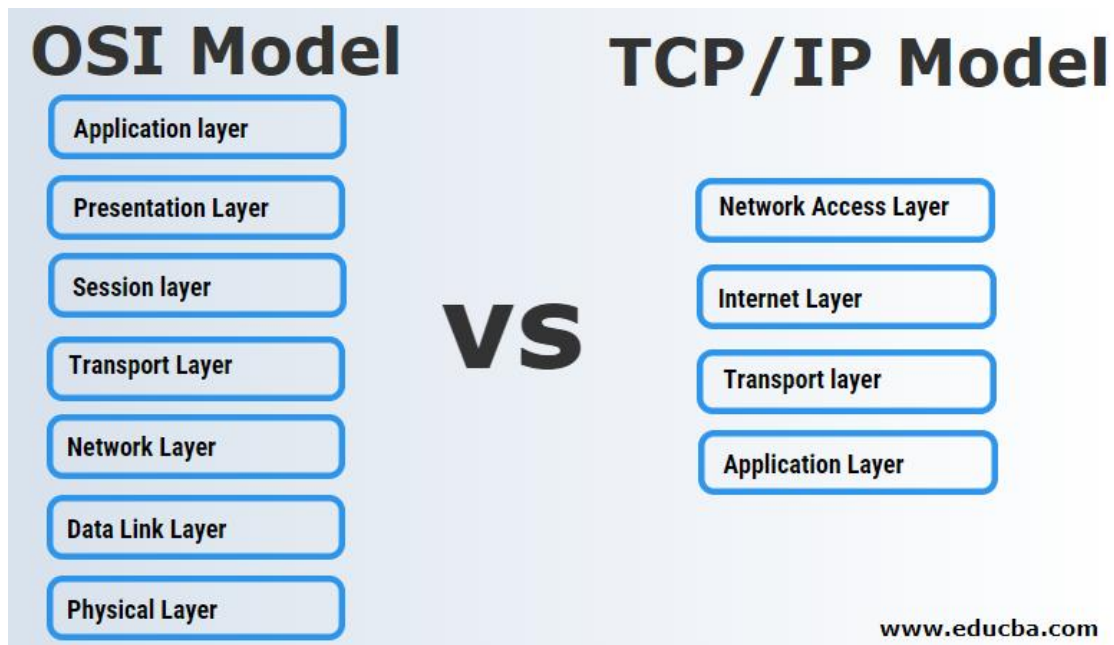 OSI Model
Application layer
Presentation Layer
Session layer
Transport Layer
Network Layer
Data Link Layer
Physical Layer
vs
TCP/IP Model
Network Access Layer
Internet Layer
Transport layer
Application Layer
www.educba.com